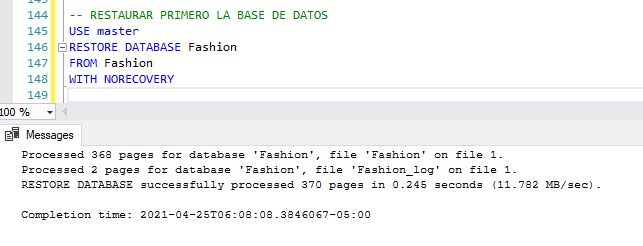 144 -- RESTAURAR PRIMERO LA BASE DE DATOS
145 USE master
146 RESTORE DATABASE Fashion
147 FROM Fashion
148 WITH NORECOVERY
149
100 %
Messages
Processed 368 pages for database 'Fashion', file 'Fashion' on file 1.
Processed 2 pages for database 'Fashion', file 'Fashion_log' on file 1.
RESTORE DATABASE successfully processed 370 pages in 0.245 seconds (11.782 MB/sec).
Completion time: 2021-04-25T06:08:08.3846067-05:00